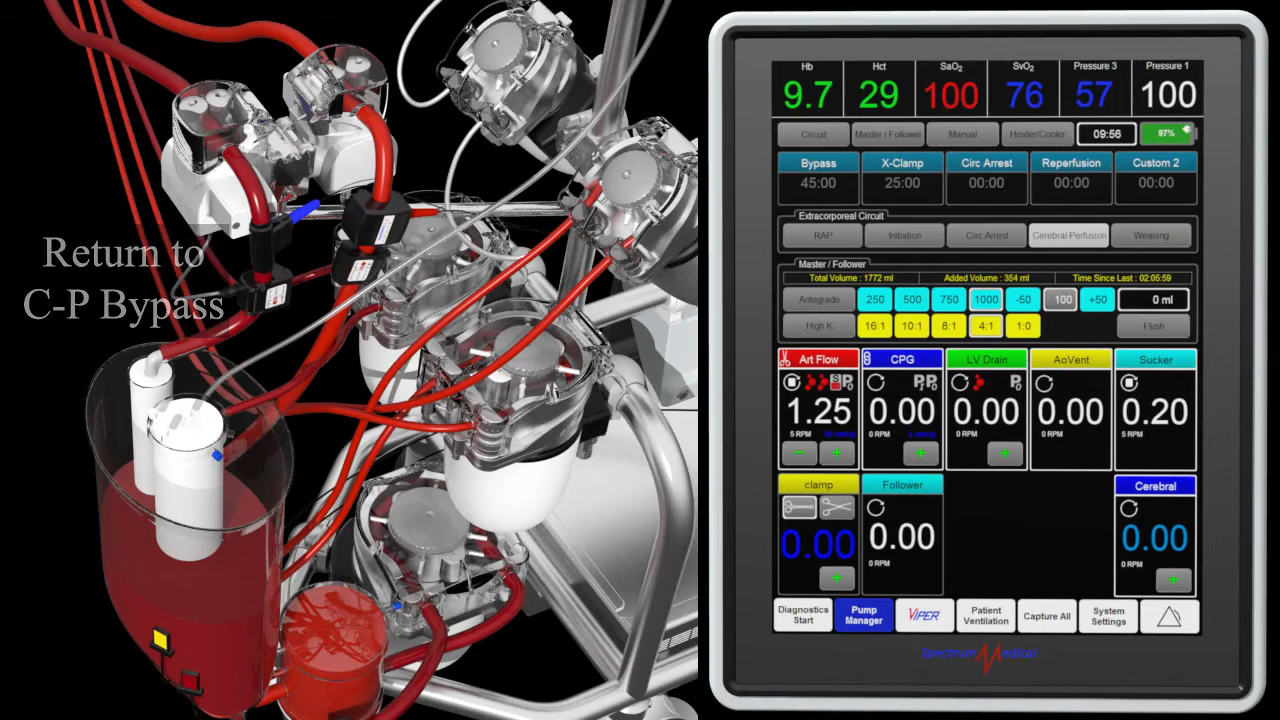 Return to
C-P Bypass
Hb Hct SaO2 SvO2 Pressure 3 Pressure 1
9.7 29 100 76 57 100
Circuit Master / Follower Manual Heater/Cooler 09:56 97%
Bypass X-Clamp Circ Arrest Reperfusion Custom 2
45:00 25:00 00:00 00:00 00:00
Extracorporeal Circuit
RAP Initiation Circ Arrest Cerebral Perfusion Weaning
Master / Follower
Total Volume : 1772 ml Added Volume : 354 ml Time Since Last : 02:05:59
Antegrade 250 500 750 1000 -50 100 +50 0 ml
High K 16:1 10:1 8:1 4:1 1:0 Flush
Art Flow CPG LV Drain AoVent Sucker
1.25 0.00 0.00 0.00 0.20
5 RPM 0 RPM 0 RPM 0 RPM 5 RPM
− + + +
clamp Follower Cerebral
0.00 0.00 0.00
0 RPM 0 RPM
+ +
Diagnostics Start Pump Manager VIPER Patient Ventilation Capture All System Settings
Spectrum Medical